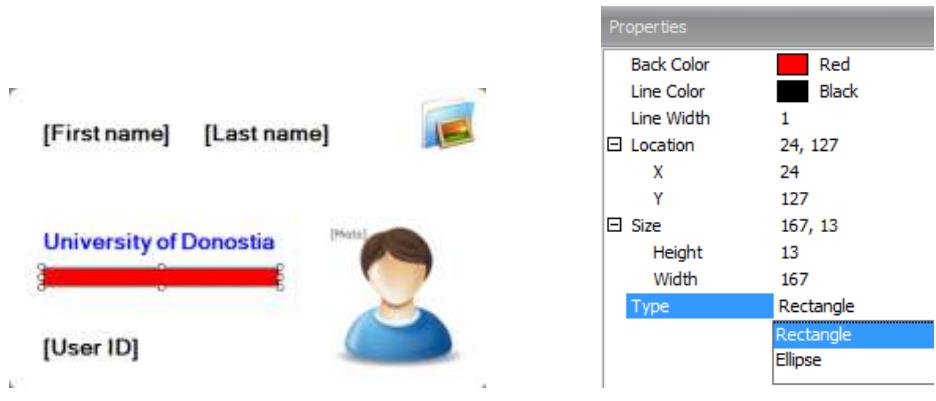 [First name] [Last name]
[Photo]
University of Donostia
[User ID]
Properties
Back Color Red
Line Color Black
Line Width 1
Location 24, 127
X 24
Y 127
Size 167, 13
Height 13
Width 167
Type Rectangle
Rectangle
Ellipse